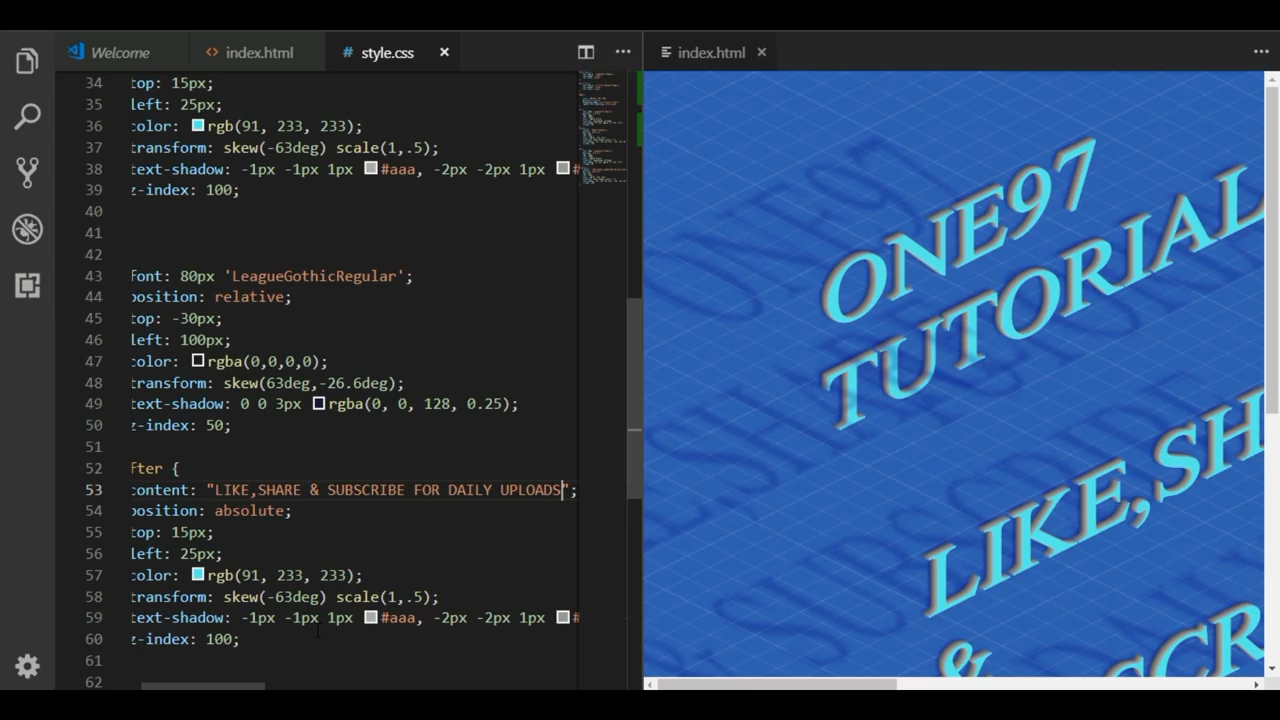 Welcome
index.html
style.css
index.html
34 top: 15px;
35 left: 25px;
36 color: rgb(91, 233, 233);
37 transform: skew(-63deg) scale(1,.5);
38 text-shadow: -1px -1px 1px #aaa, -2px -2px 1px #
39 z-index: 100;
40
41
42
43 font: 80px 'LeagueGothicRegular';
44 position: relative;
45 top: -30px;
46 left: 100px;
47 color: rgba(0,0,0,0);
48 transform: skew(63deg,-26.6deg);
49 text-shadow: 0 0 3px rgba(0, 0, 128, 0.25);
50 z-index: 50;
51
52 fter {
53 content: "LIKE,SHARE & SUBSCRIBE FOR DAILY UPLOADS";
54 position: absolute;
55 top: 15px;
56 left: 25px;
57 color: rgb(91, 233, 233);
58 transform: skew(-63deg) scale(1,.5);
59 text-shadow: -1px -1px 1px #aaa, -2px -2px 1px #
60 z-index: 100;
61
62
ONE97
TUTORIAL
LIKE,SH
& SCR